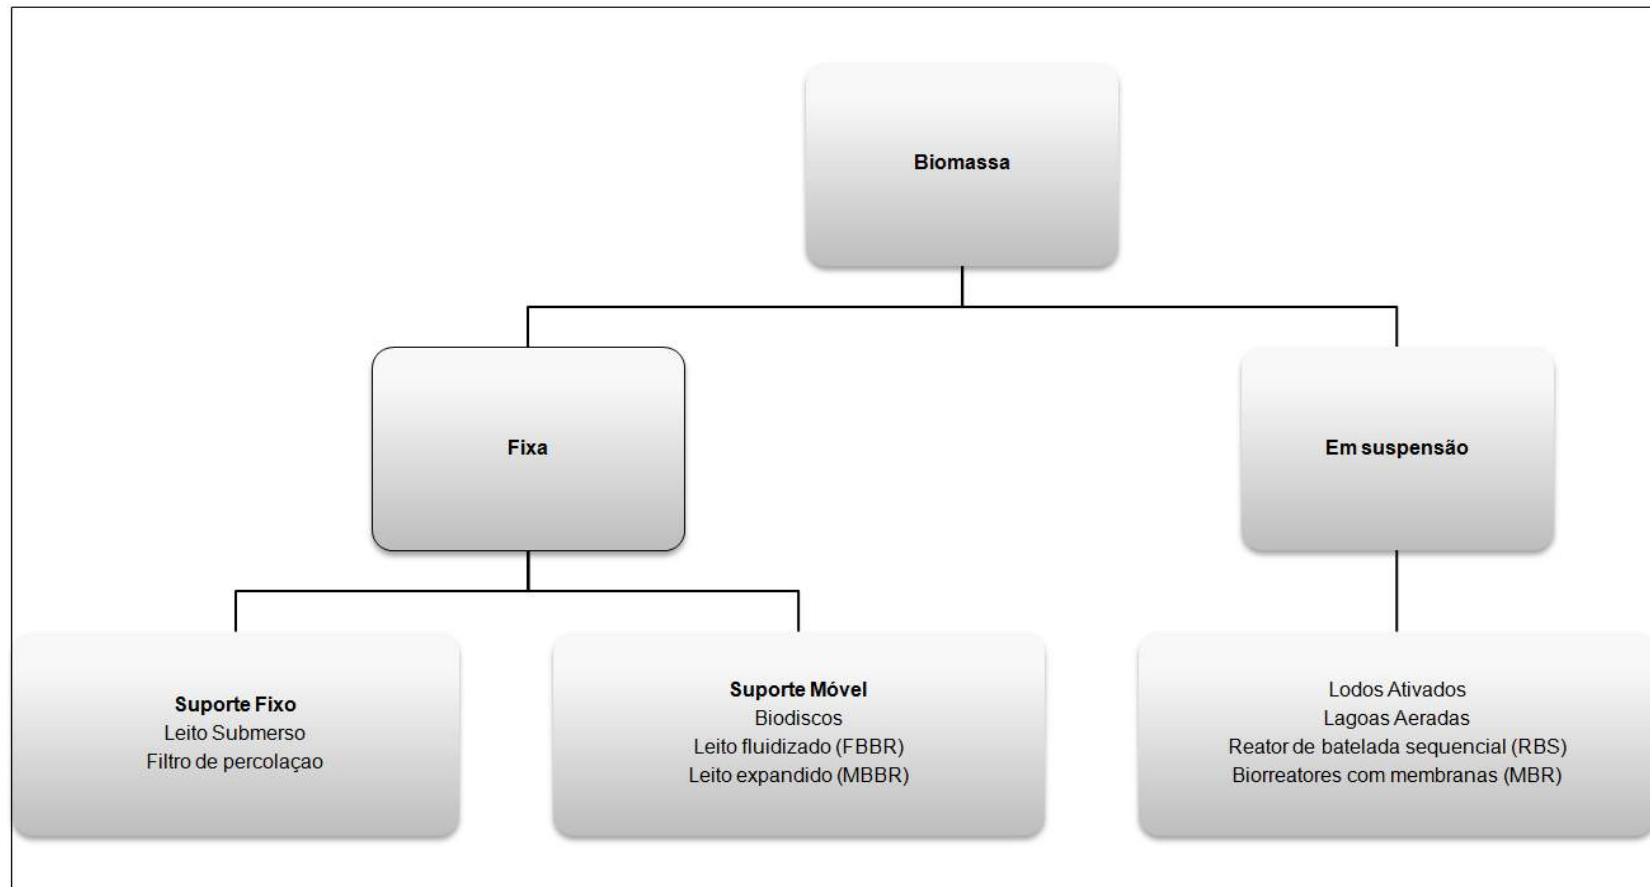 Biomassa
Fixa
Em suspensão
Suporte Fixo
Leito Submerso
Filtro de percolaçao
Suporte Móvel
Biodiscos
Leito fluidizado (FBBR)
Leito expandido (MBBR)
Lodos Ativados
Lagoas Aeradas
Reator de batelada sequencial (RBS)
Biorreatores com membranas (MBR)